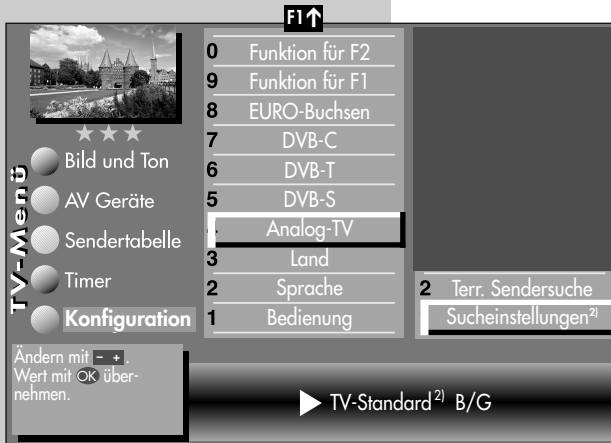 F1↑
0 Funktion für F2
9 Funktion für F1
8 EURO-Buchsen
7 DVB-C
6 DVB-T
5 DVB-S
Analog-TV
3 Land
2 Sprache
1 Bedienung
TV-Menü
Bild und Ton
AV Geräte
Sendertabelle
Timer
Konfiguration
2 Terr. Sendersuche
Sucheinstellungen²⁾
Ändern mit - + .
Wert mit OK über-
nehmen.
TV-Standard²⁾ B/G